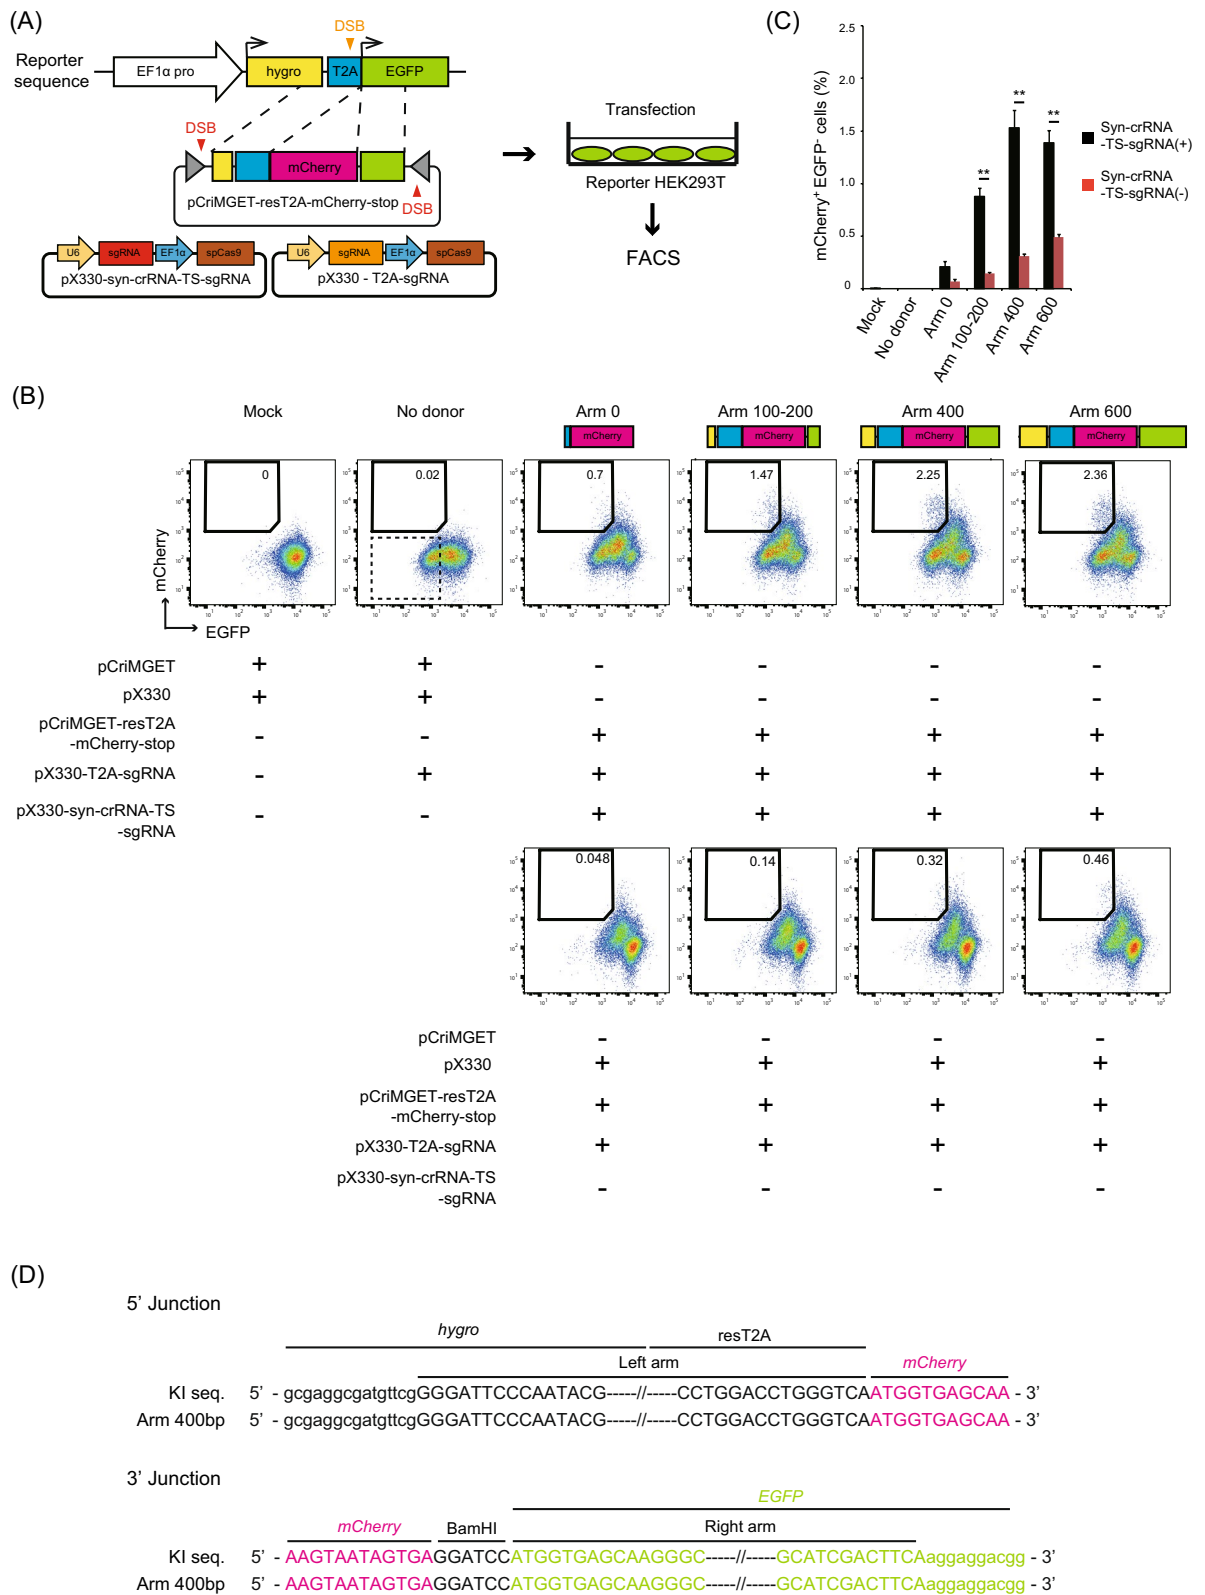 (A)
DSB
Reporter
sequence
EF1α pro
hygro
T2A
EGFP
DSB
mCherry
pCriMGET-resT2A-mCherry-stop
DSB
U6
sgRNA
EF1α
spCas9
pX330-syn-crRNA-TS-sgRNA
U6
sgRNA
EF1α
spCas9
pX330 - T2A-sgRNA
Transfection
Reporter HEK293T
FACS
(C)
mCherry+ EGFP- cells (%)
2.5
2.0
1.5
1.0
0.5
0
**
**
**
Mock
No donor
Arm 0
Arm 100-200
Arm 400
Arm 600
Syn-crRNA
-TS-sgRNA(+)
Syn-crRNA
-TS-sgRNA(-)
(B)
Mock
No donor
Arm 0
Arm 100-200
Arm 400
Arm 600
mCherry
mCherry
mCherry
mCherry
0
0.02
0.7
1.47
2.25
2.36
mCherry
EGFP
pCriMGET + + - - - -
pX330 + + - - - -
pCriMGET-resT2A
-mCherry-stop - - + + + +
pX330-T2A-sgRNA - + + + + +
pX330-syn-crRNA-TS
-sgRNA - - + + + +
0.048
0.14
0.32
0.46
pCriMGET - - - -
pX330 + + + +
pCriMGET-resT2A
-mCherry-stop + + + +
pX330-T2A-sgRNA + + + +
pX330-syn-crRNA-TS
-sgRNA - - - -
(D)
5' Junction
hygro
resT2A
Left arm
mCherry
KI seq. 5' - gcgaggcgatgttcgGGGATTCCCAATACG-----//-----CCTGGACCTGGGTCAATGGTGAGCAA - 3'
Arm 400bp 5' - gcgaggcgatgttcgGGGATTCCCAATACG-----//-----CCTGGACCTGGGTCAATGGTGAGCAA - 3'
3' Junction
EGFP
mCherry
BamHI
Right arm
KI seq. 5' - AAGTAATAGTGAGGATCCATGGTGAGCAAGGGC-----//-----GCATCGACTTCAaggaggacgg - 3'
Arm 400bp 5' - AAGTAATAGTGAGGATCCATGGTGAGCAAGGGC-----//-----GCATCGACTTCAaggaggacgg - 3'